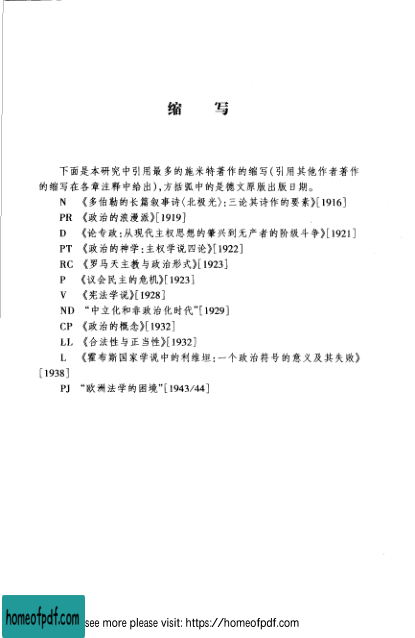 缩 写
下面是本研究中引用最多的施米特著作的缩写(引用其他作者著作
的缩写在各章注释中给出),方括弧中的是德文原版出版日期。
N 《多伯勒的长篇叙事诗〈北极光〉:三论其诗作的要素》[1916]
PR 《政治的浪漫派》[1919]
D 《论专政:从现代主权思想的肇兴到无产者的阶级斗争》[1921]
PT 《政治的神学:主权学说四论》[1922]
RC 《罗马天主教与政治形式》[1923]
P 《议会民主的危机》[1923]
V 《宪法学说》[1928]
ND “中立化和非政治化时代”[1929]
CP 《政治的概念》[1932]
LL 《合法性与正当性》[1932]
L 《霍布斯国家学说中的利维坦:一个政治符号的意义及其失败》
[1938]
PJ “欧洲法学的困境”[1943/44]
homeofpdf.com
see more please visit: https://homeofpdf.com